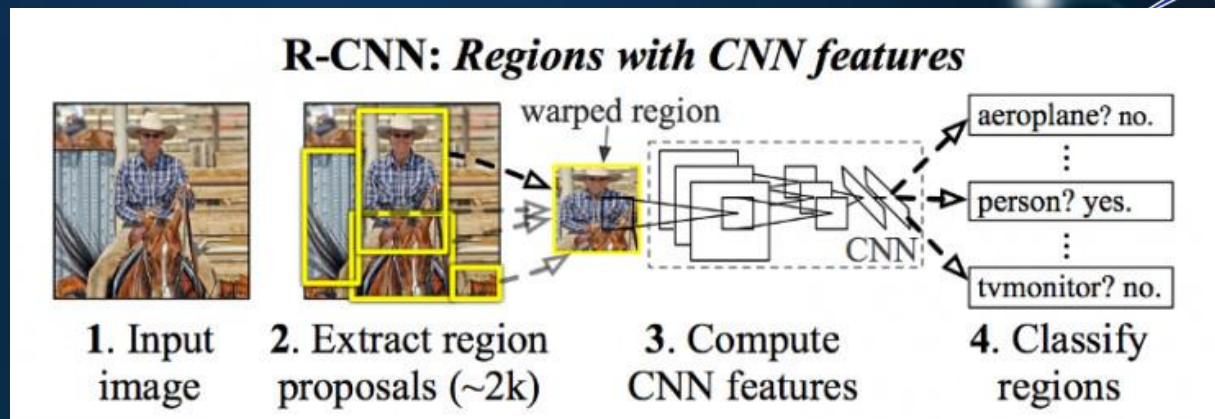 R-CNN: Regions with CNN features
warped region
aeroplane? no.
person? yes.
tvmonitor? no.
CNN
1. Input
image
2. Extract region
proposals (~2k)
3. Compute
CNN features
4. Classify
regions